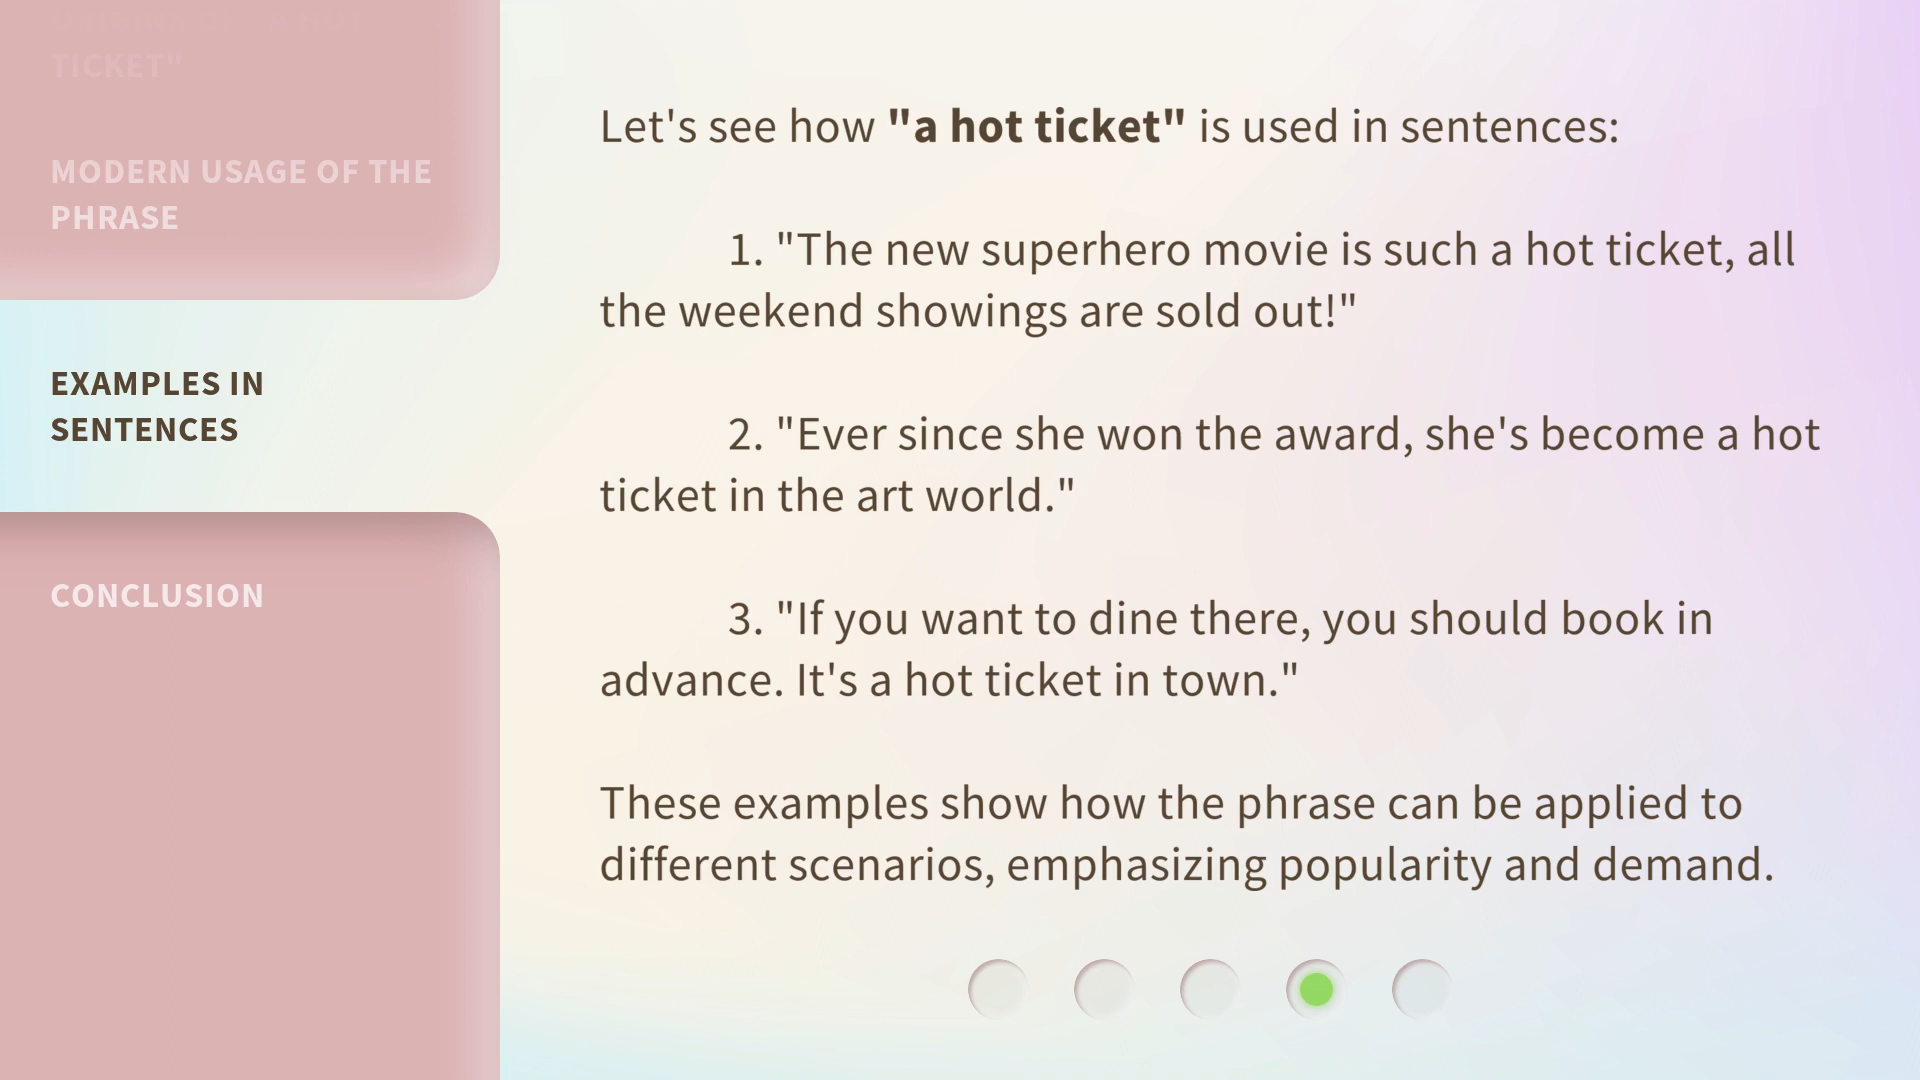 TICKET"
MODERN USAGE OF THE
PHRASE
EXAMPLES IN
SENTENCES
CONCLUSION
Let's see how "a hot ticket" is used in sentences:
1. "The new superhero movie is such a hot ticket, all
the weekend showings are sold out!"
2. "Ever since she won the award, she's become a hot
ticket in the art world."
3. "If you want to dine there, you should book in
advance. It's a hot ticket in town."
These examples show how the phrase can be applied to
different scenarios, emphasizing popularity and demand.